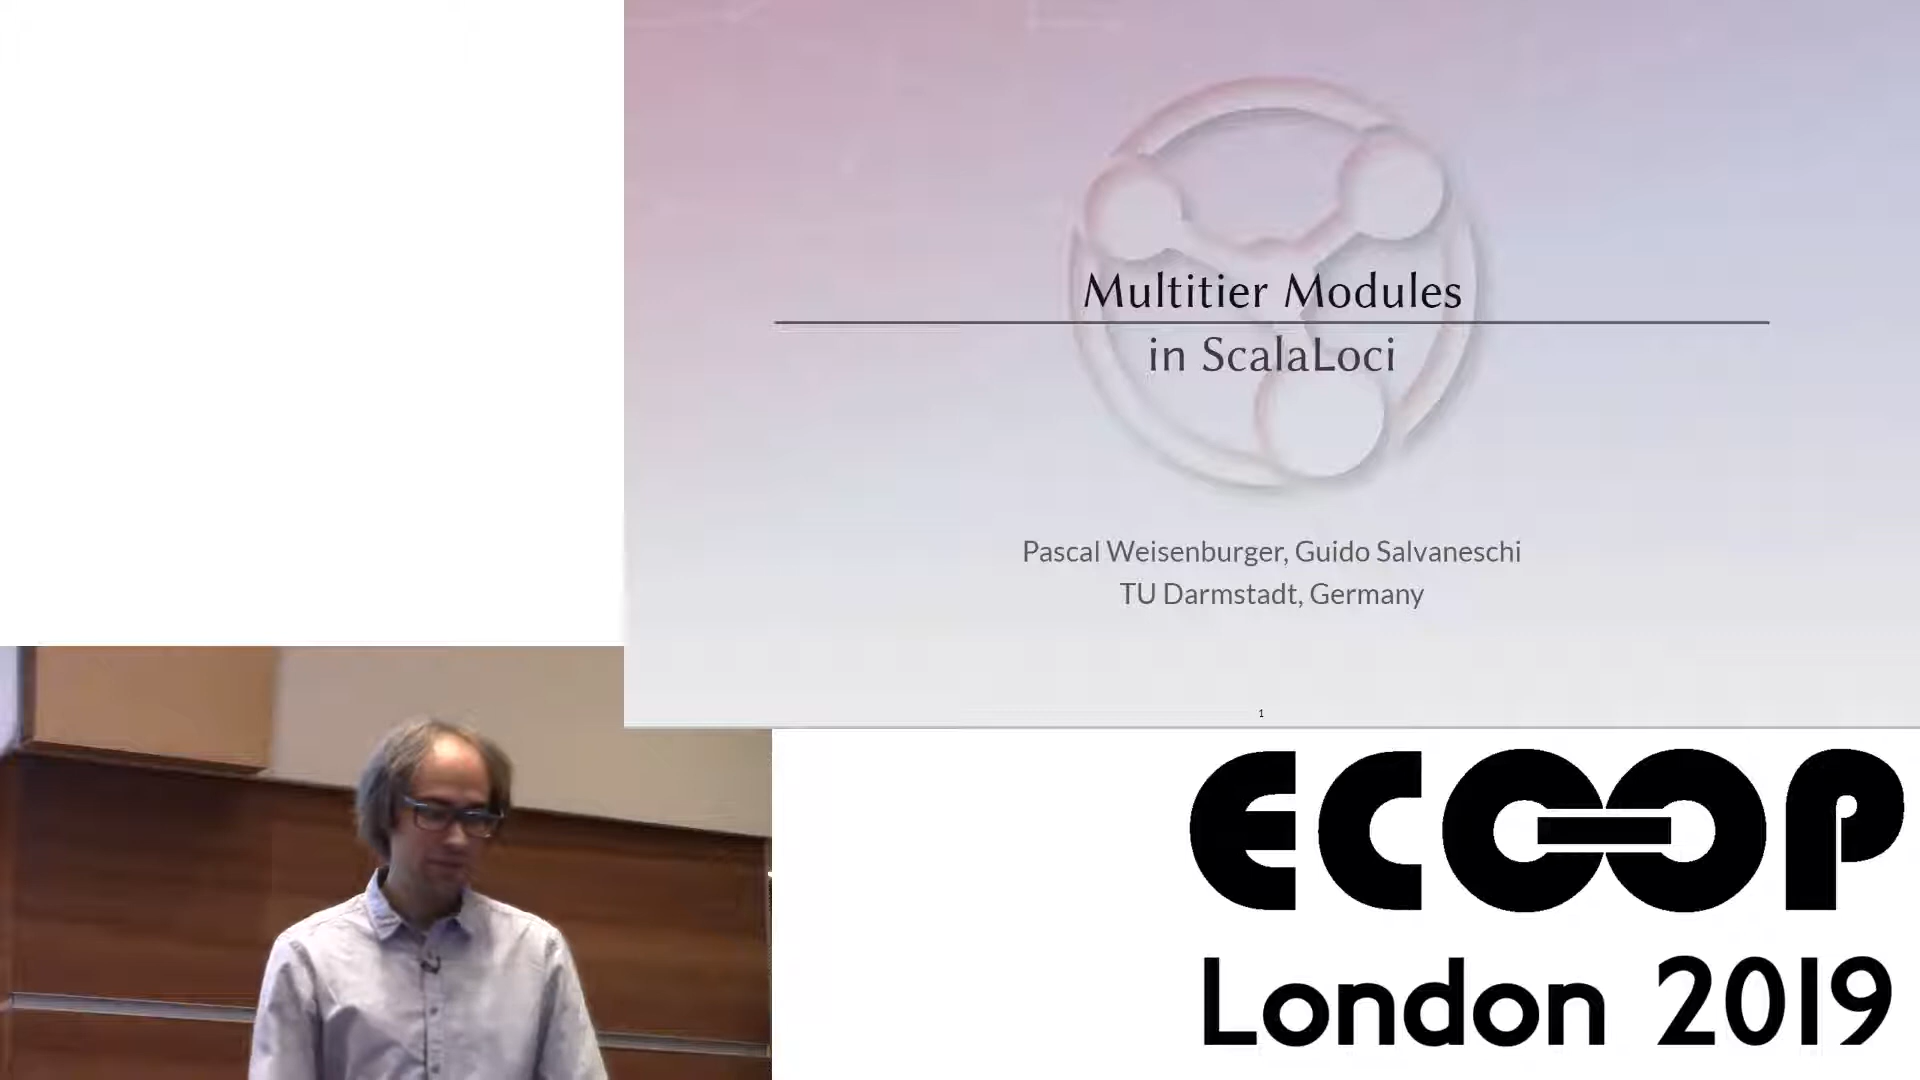 Multitier Modules
in ScalaLoci
Pascal Weisenburger, Guido Salvaneschi
TU Darmstadt, Germany
1
ECOOP
London 2019